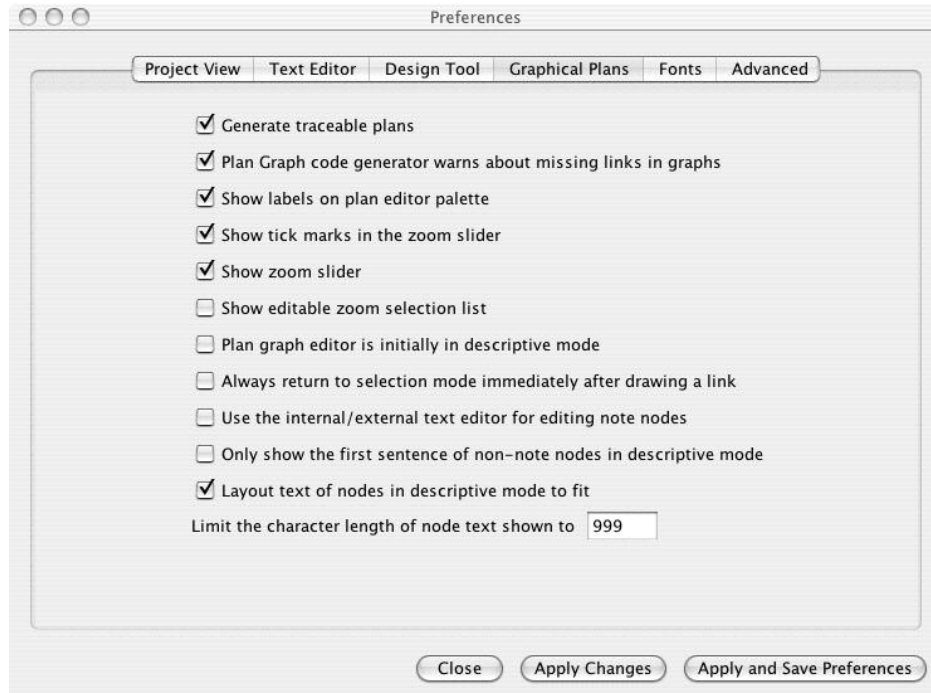 Preferences
Project View Text Editor Design Tool Graphical Plans Fonts Advanced
Generate traceable plans
Plan Graph code generator warns about missing links in graphs
Show labels on plan editor palette
Show tick marks in the zoom slider
Show zoom slider
Show editable zoom selection list
Plan graph editor is initially in descriptive mode
Always return to selection mode immediately after drawing a link
Use the internal/external text editor for editing note nodes
Only show the first sentence of non-note nodes in descriptive mode
Layout text of nodes in descriptive mode to fit
Limit the character length of node text shown to 999
Close Apply Changes Apply and Save Preferences